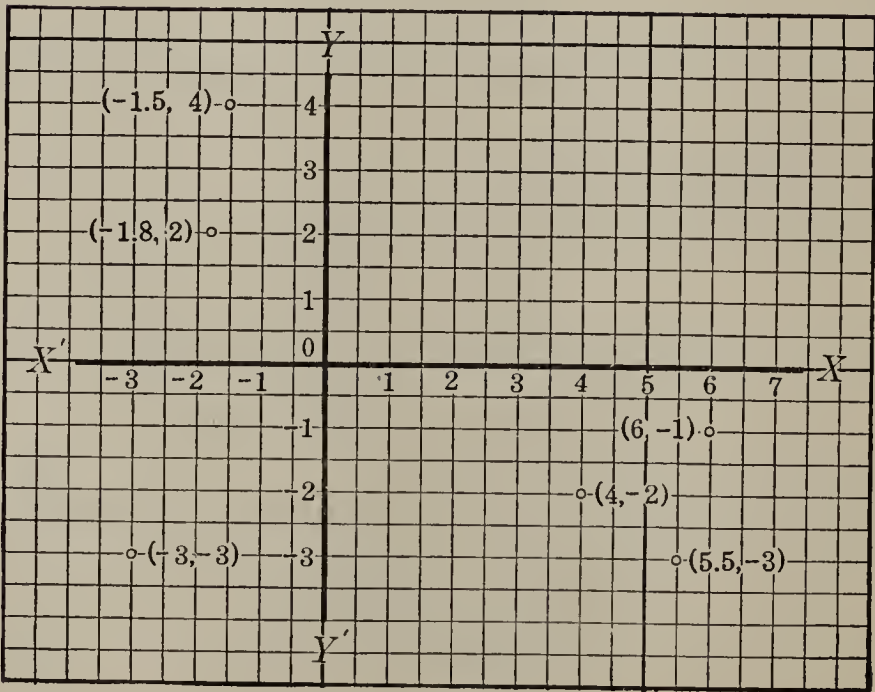 Y
(-1.5, 4) 4
3
(-1.8, 2) 2
1
0
X' X
-3 -2 -1 1 2 3 4 5 6 7
-1 (6, -1)
-2 (4,-2)
(-3,-3) -3 (5.5,-3)
Y'